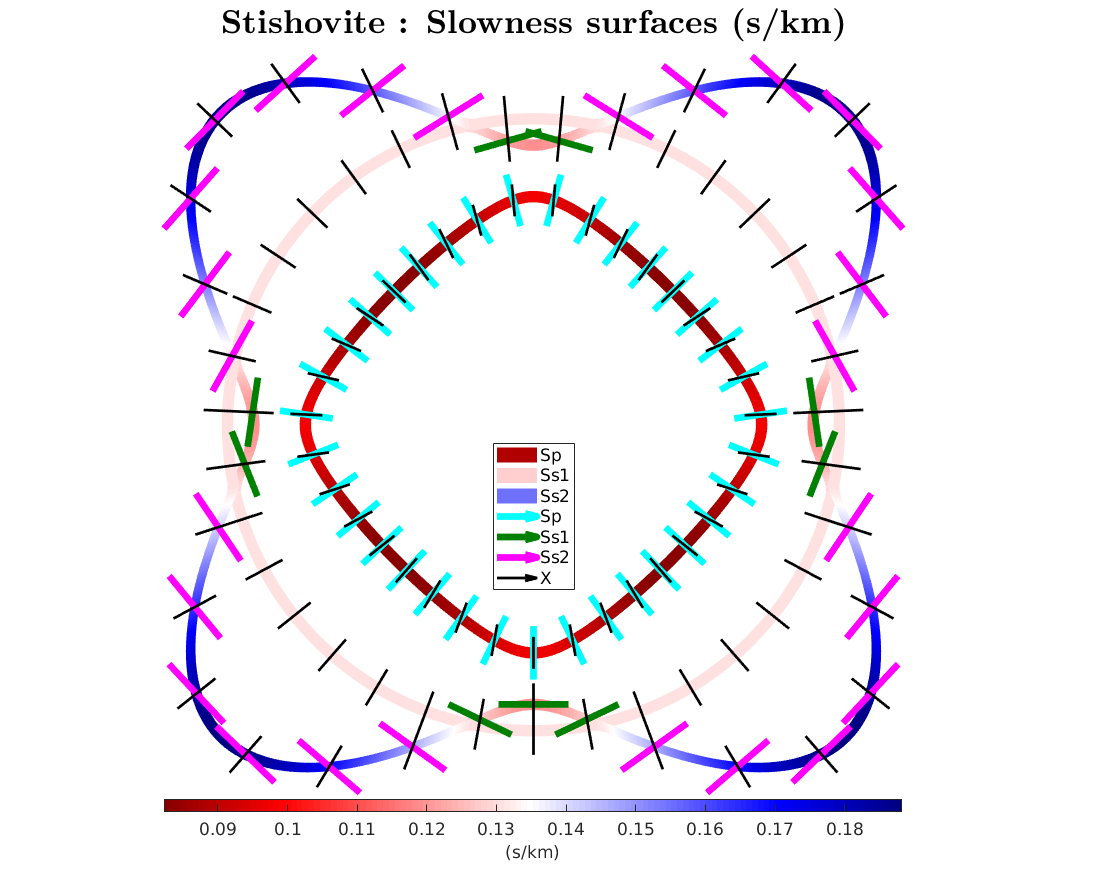 Stishovite : Slowness surfaces (s/km)
Sp
Ss1
Ss2
Sp
Ss1
Ss2
X
0.09 0.1 0.11 0.12 0.13 0.14 0.15 0.16 0.17 0.18
(s/km)